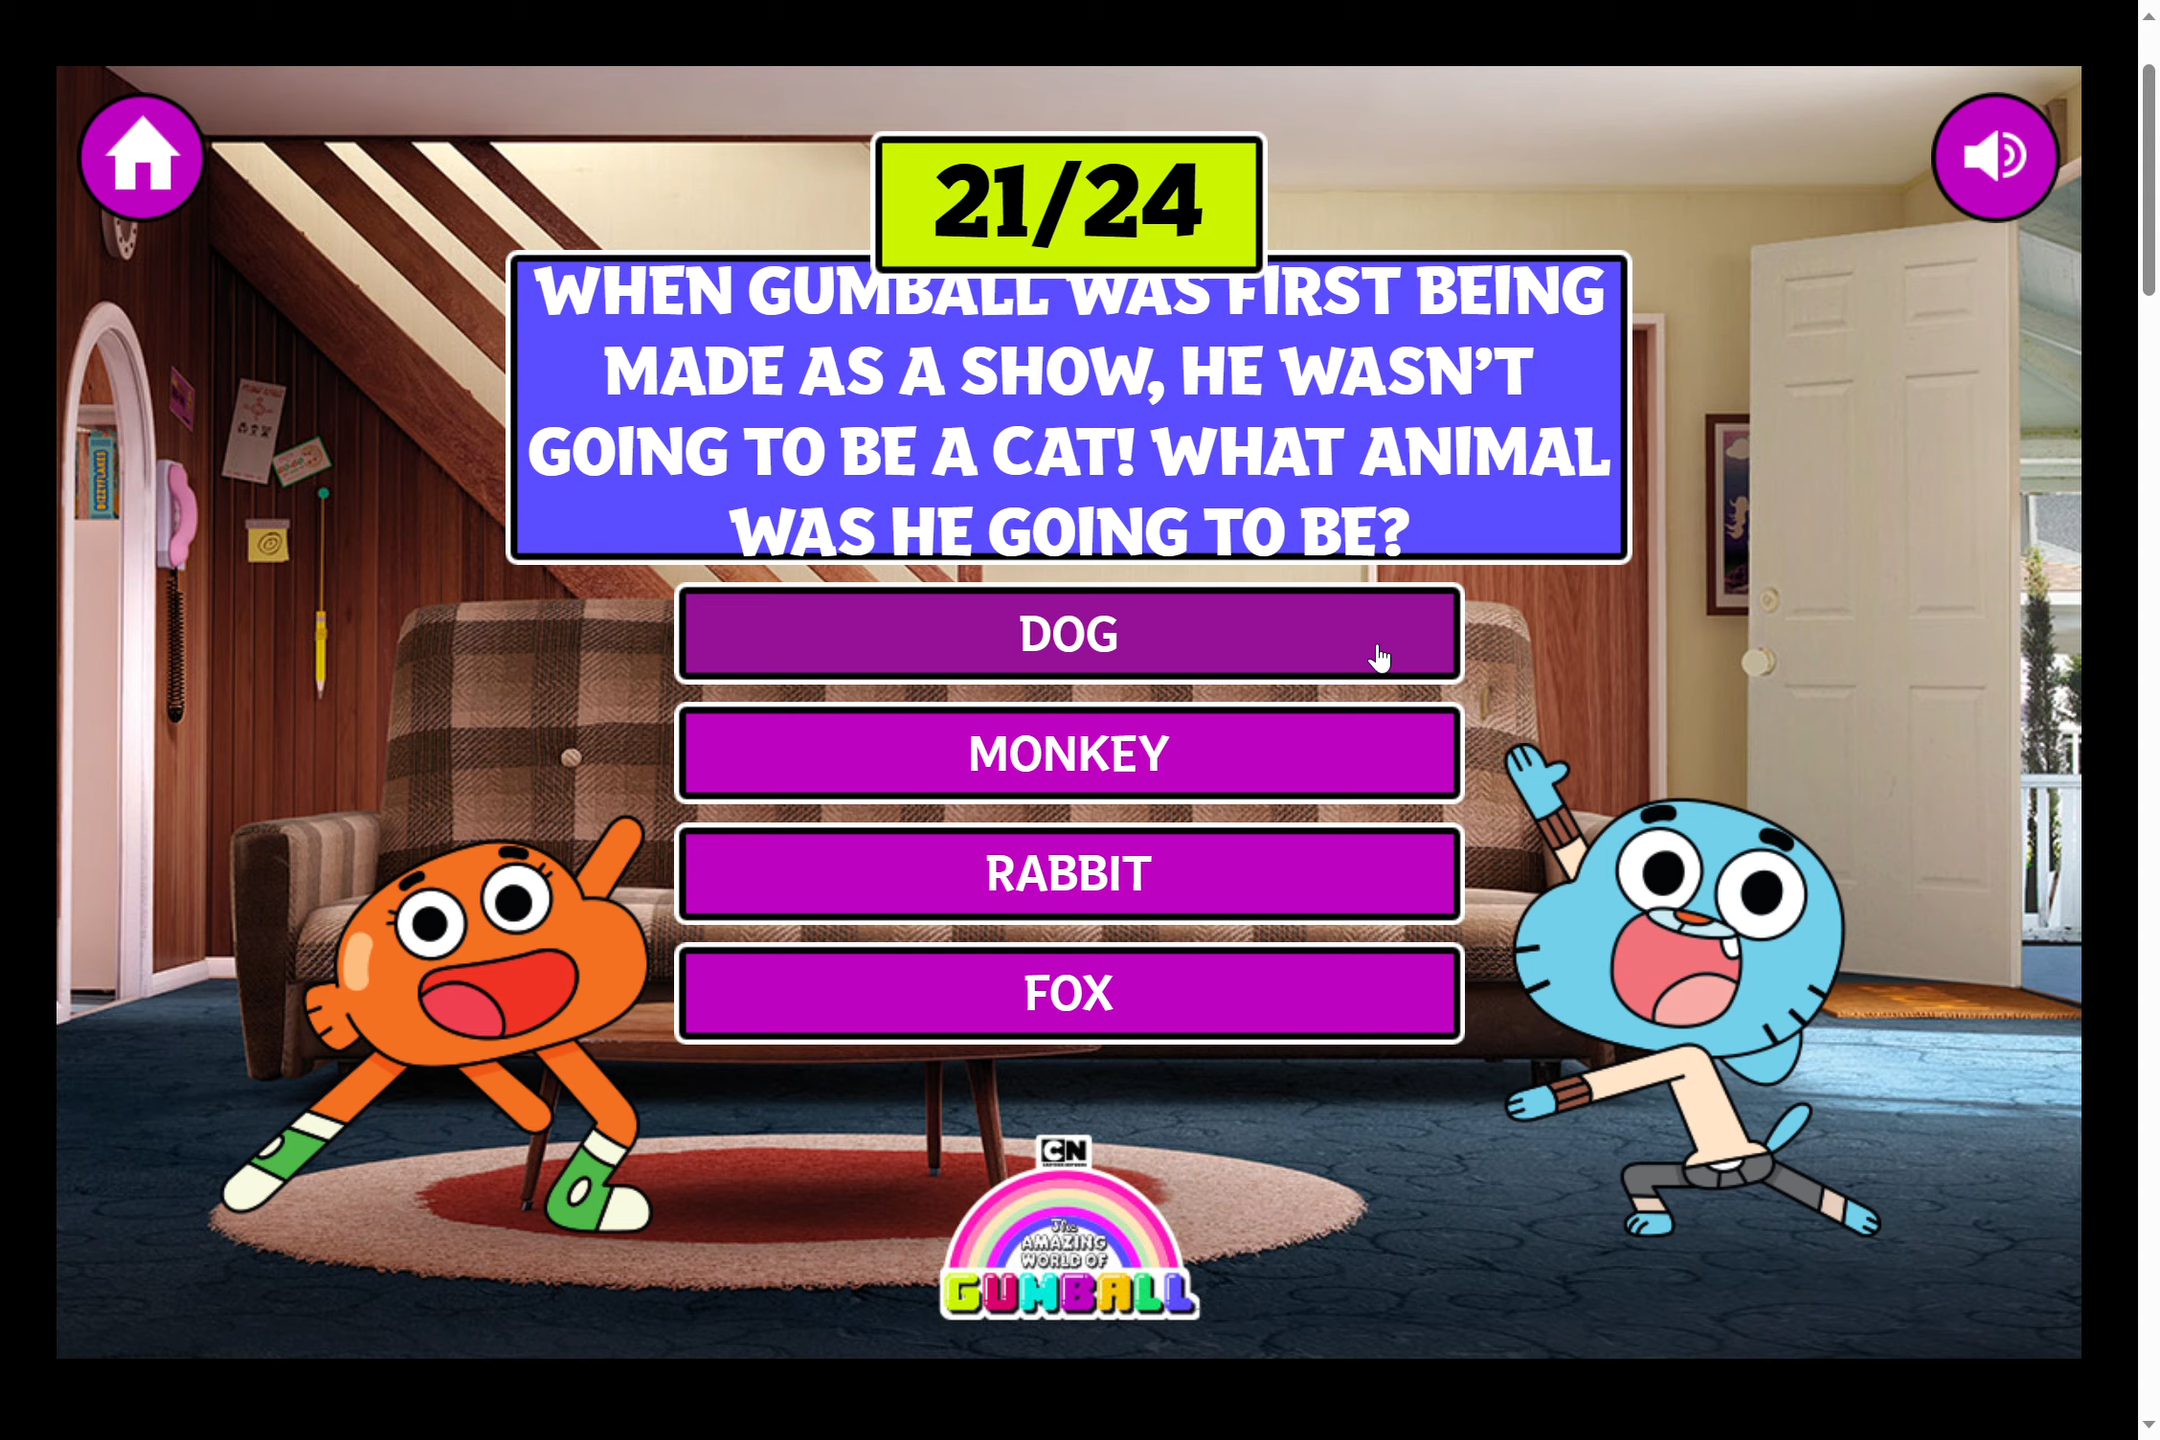 21/24
WHEN GUMBALL WAS FIRST BEING
MADE AS A SHOW, HE WASN'T
GOING TO BE A CAT! WHAT ANIMAL
WAS HE GOING TO BE?
DOG
MONKEY
RABBIT
FOX
CN
The
AMAZING
WORLD OF
GUMBALL